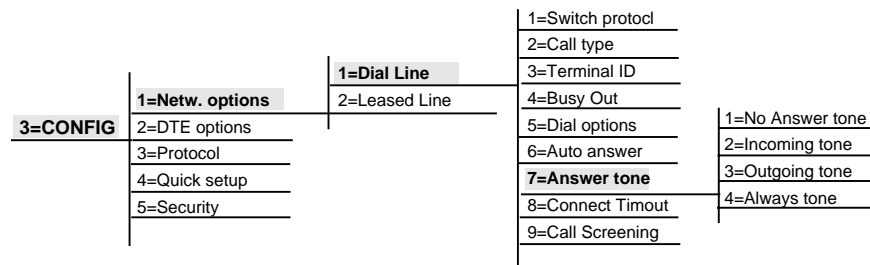 3=CONFIG
1=Netw. options
2=DTE options
3=Protocol
4=Quick setup
5=Security
1=Dial Line
2=Leased Line
1=Switch protocl
2=Call type
3=Terminal ID
4=Busy Out
5=Dial options
6=Auto answer
7=Answer tone
8=Connect Timout
9=Call Screening
1=No Answer tone
2=Incoming tone
3=Outgoing tone
4=Always tone